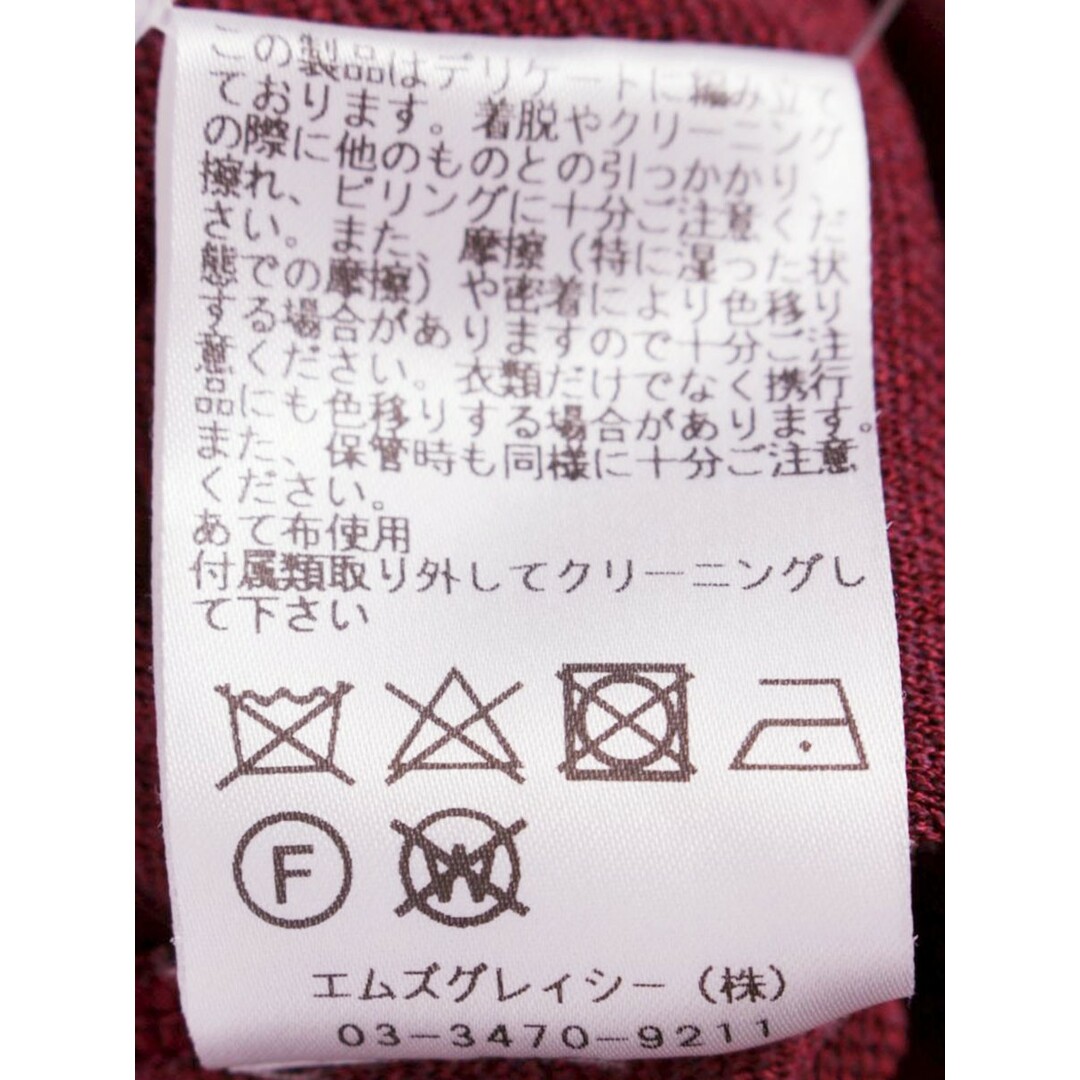 この製品はデリケートに編み立て
ております。着脱やクリーニング
の際に他のものとの引っかかり、
擦れ、ピリングに十分ご注意くだ
さい。また、摩擦(特に湿った状
態での摩擦)や密着により色移り
する場合がありますので十分ご注
意ください。衣類だけでなく携行
品にも色移りする場合があります。
また、保管時も同様に十分ご注意
ください。
あて布使用
付属類取り外してクリーニングし
て下さい
F W
エムズグレィシー(株)
03-3470-9211